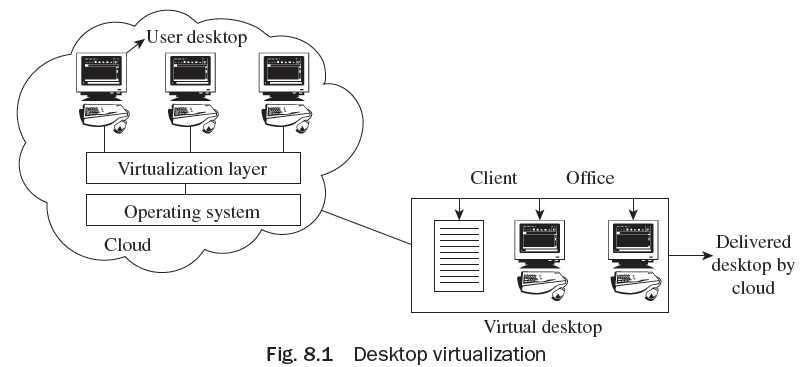 User desktop
Virtualization layer
Operating system
Cloud
Client Office
Delivered
desktop by
cloud
Virtual desktop
Fig. 8.1 Desktop virtualization